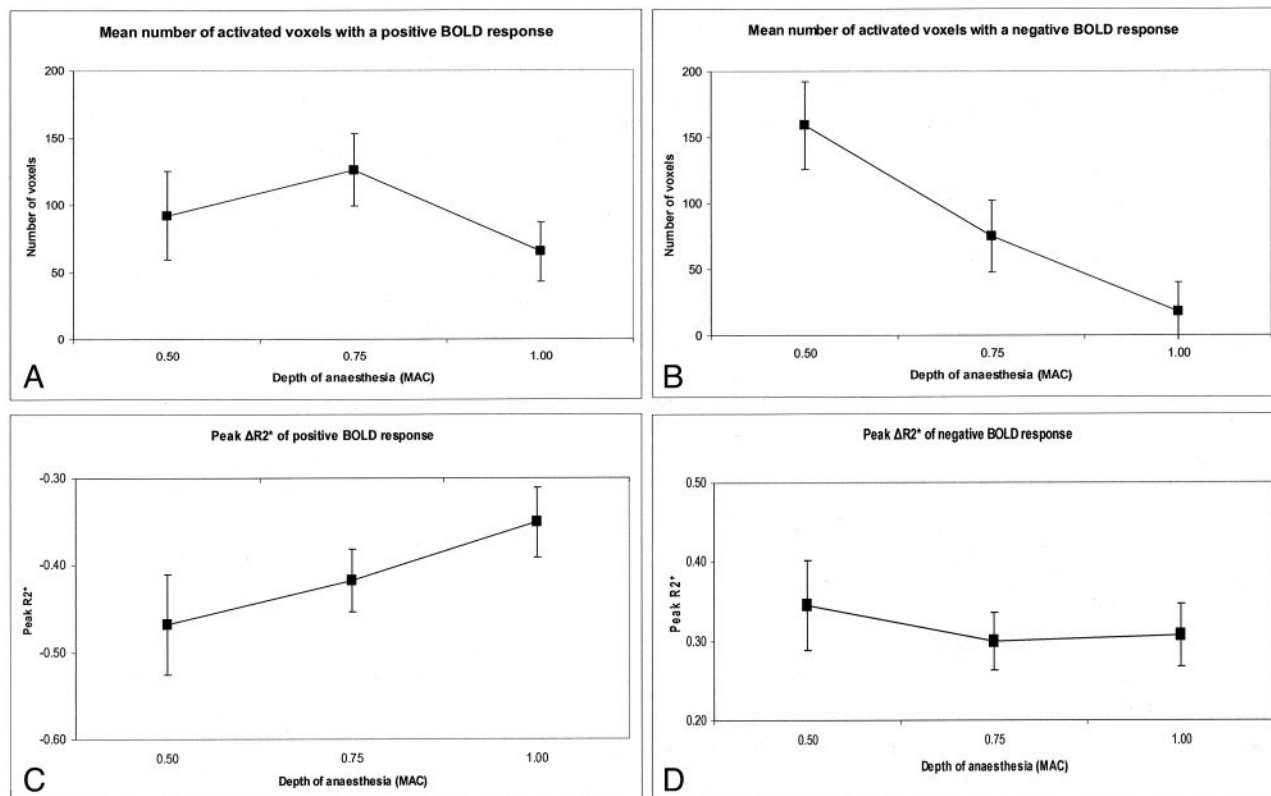 Mean number of activated voxels with a positive BOLD response
200
150
100
50
0
Number of voxels
0.50
0.75
1.00
Depth of anaesthesia (MAC)
A
Mean number of activated voxels with a negative BOLD response
200
150
100
50
0
Number of voxels
0.50
0.75
1.00
Depth of anaesthesia (MAC)
B
Peak ΔR2* of positive BOLD response
-0.30
-0.40
-0.50
-0.60
Peak R2*
0.50
0.75
1.00
Depth of anaesthesia (MAC)
C
Peak ΔR2* of negative BOLD response
0.50
0.40
0.30
0.20
Peak R2*
0.50
0.75
1.00
Depth of anaesthesia (MAC)
D